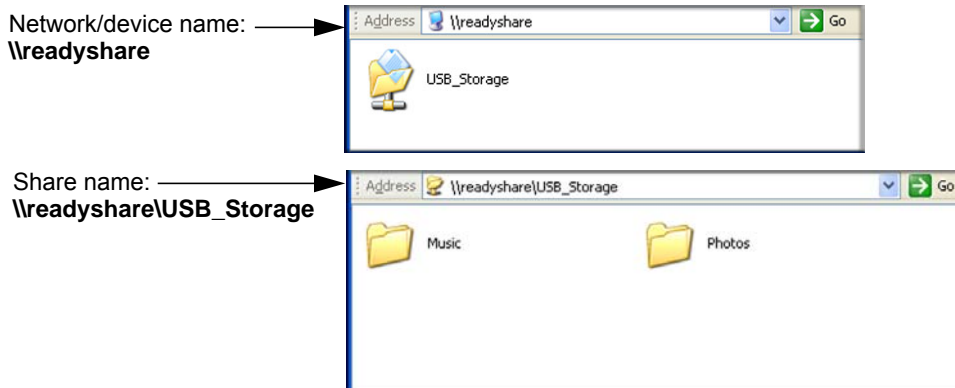 Network/device name:
\\readyshare
Address \\readyshare Go
USB_Storage
Share name:
\\readyshare\USB_Storage
Address \\readyshare\USB_Storage Go
Music Photos